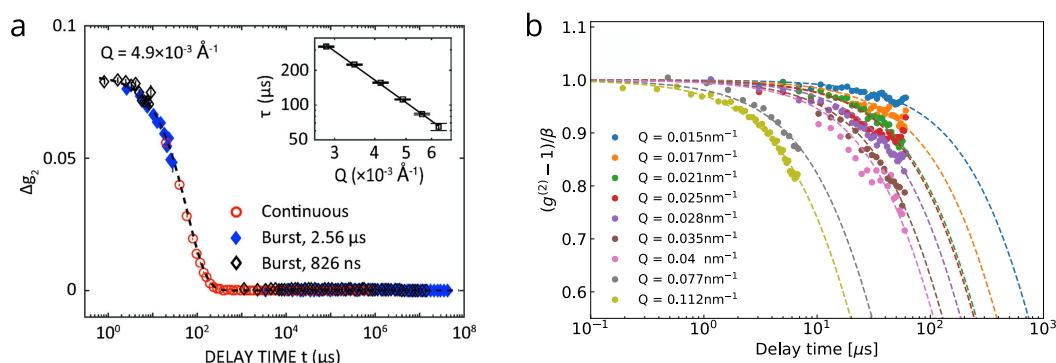 a
Q = 4.9×10⁻³ Å⁻¹
0.1
0.05
0
Δg₂
10⁰ 10² 10⁴ 10⁶ 10⁸
DELAY TIME t (μs)
200
100
50
τ (μs)
3 4 5 6
Q (×10⁻³ Å⁻¹)
Continuous
Burst, 2.56 μs
Burst, 826 ns
b
1.1
1.0
0.9
0.8
0.7
0.6
(g⁽²⁾ − 1)/β
Q = 0.015nm⁻¹
Q = 0.017nm⁻¹
Q = 0.021nm⁻¹
Q = 0.025nm⁻¹
Q = 0.028nm⁻¹
Q = 0.035nm⁻¹
Q = 0.04 nm⁻¹
Q = 0.077nm⁻¹
Q = 0.112nm⁻¹
10⁻¹ 10⁰ 10¹ 10² 10³
Delay time [μs]